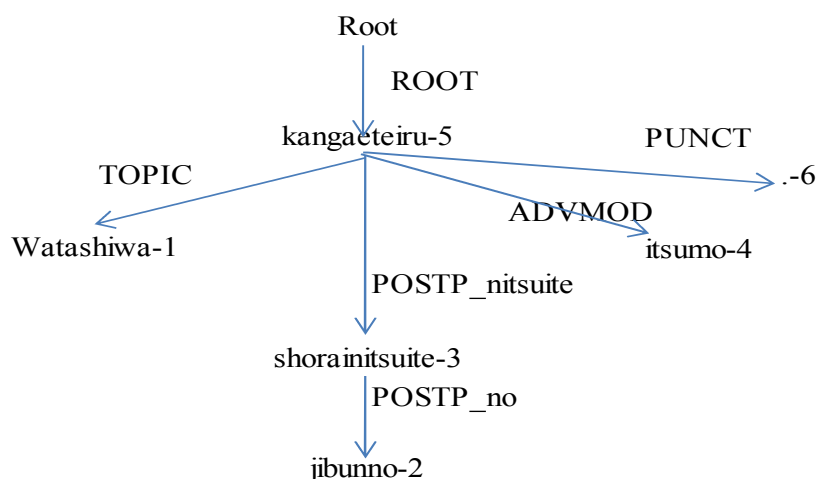 Root
ROOT
kangaeteiru-5
PUNCT
TOPIC
.-6
ADVMOD
Watashiwa-1
itsumo-4
POSTP_nitsuite
shorainitsuite-3
POSTP_no
jibunno-2